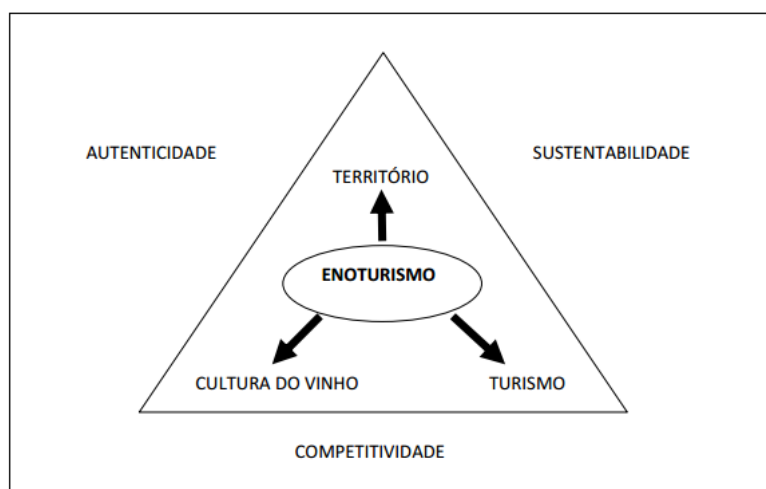 AUTENTICIDADE
SUSTENTABILIDADE
TERRITÓRIO
ENOTURISMO
CULTURA DO VINHO
TURISMO
COMPETITIVIDADE